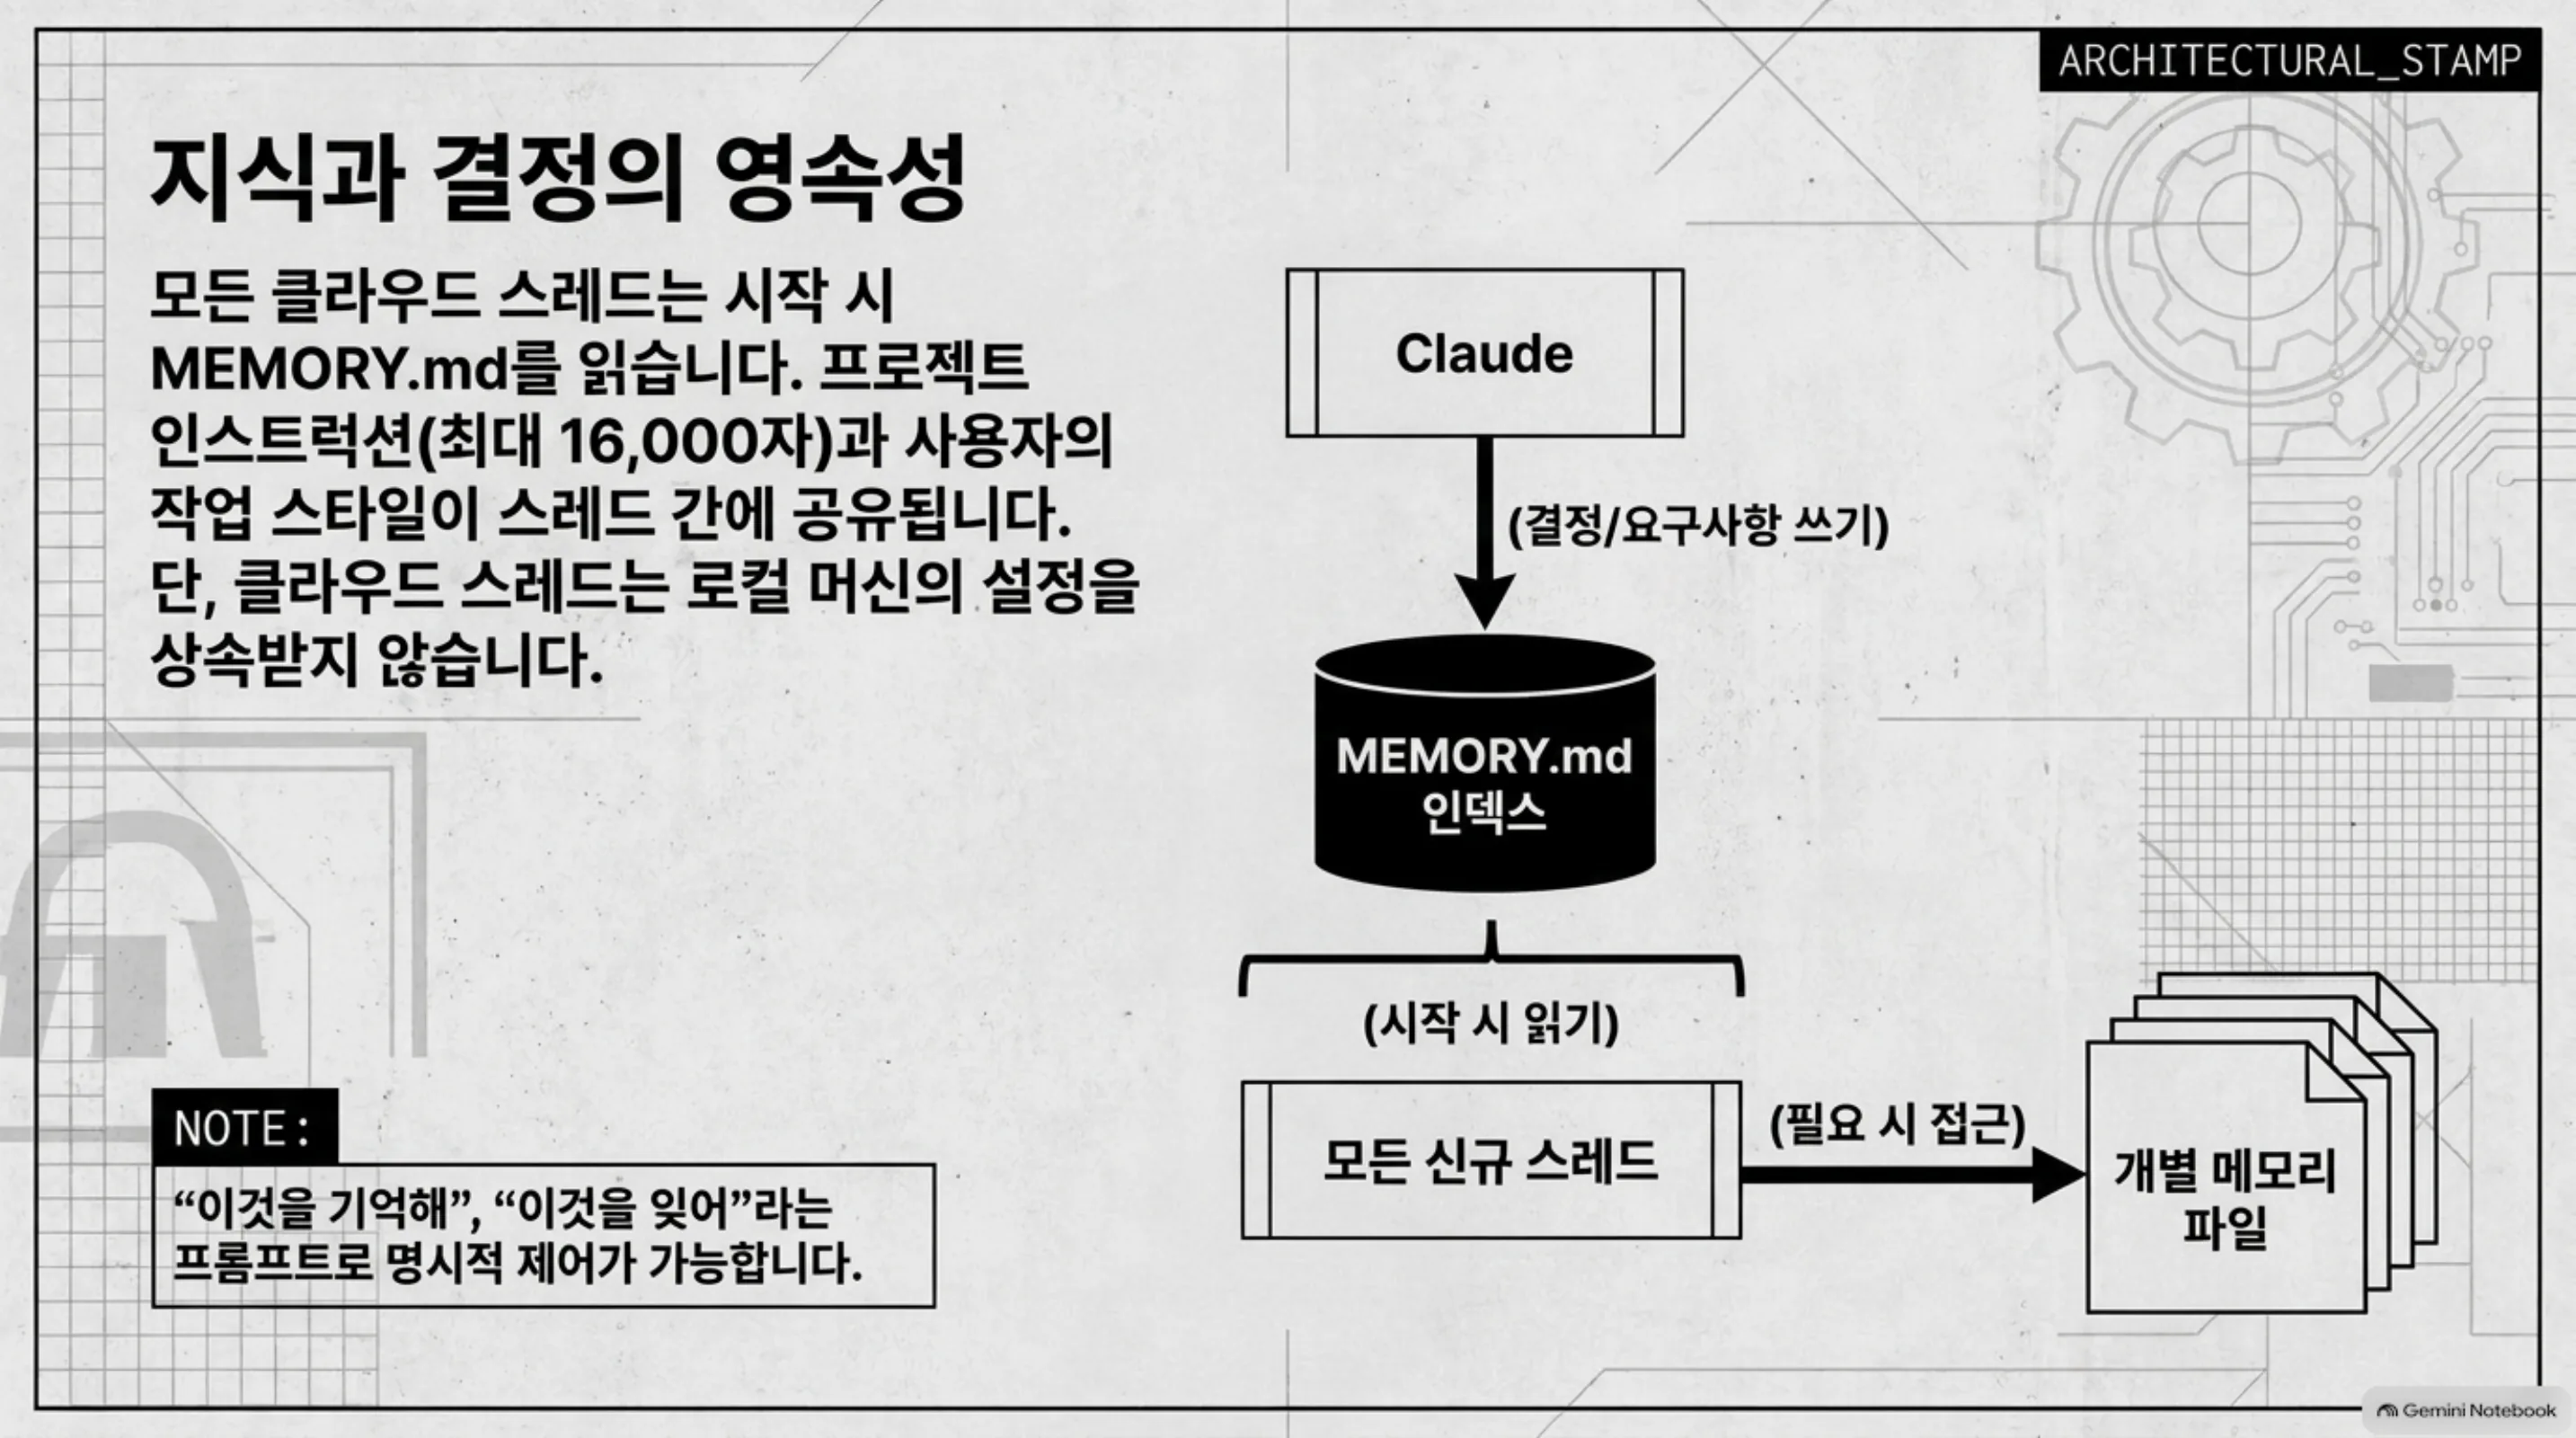 ARCHITECTURAL_STAMP
지식과 결정의 영속성
모든 클라우드 스레드는 시작 시
MEMORY.md를 읽습니다. 프로젝트
인스트럭션(최대 16,000자)과 사용자의
작업 스타일이 스레드 간에 공유됩니다.
단, 클라우드 스레드는 로컬 머신의 설정을
상속받지 않습니다.
NOTE:
“이것을 기억해”, “이것을 잊어”라는
프롬프트로 명시적 제어가 가능합니다.
Claude
(결정/요구사항 쓰기)
MEMORY.md
인덱스
(시작 시 읽기)
모든 신규 스레드
(필요 시 접근)
개별 메모리
파일
Gemini Notebook